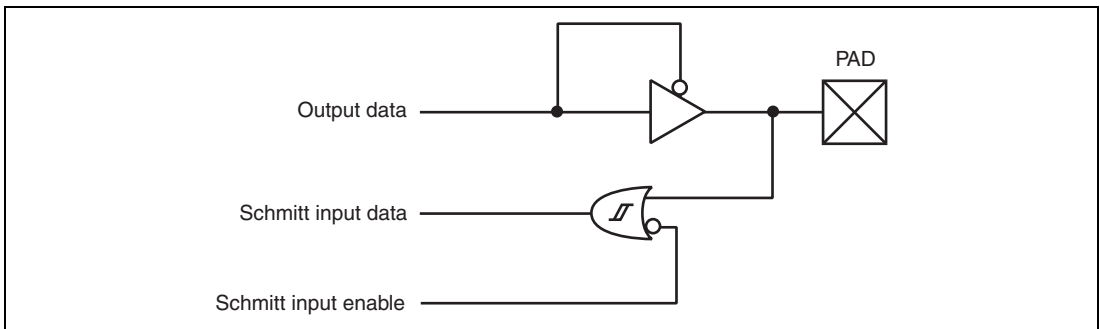 PAD
Output data
Schmitt input data
Schmitt input enable